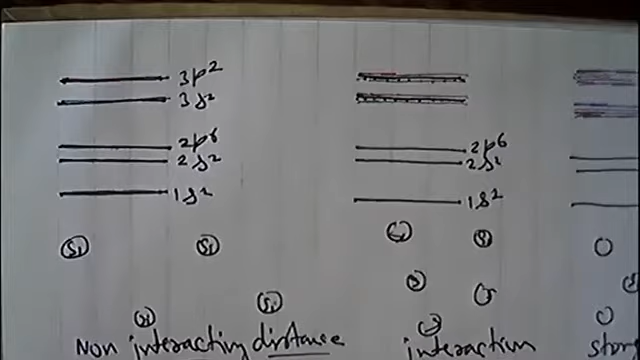 3p²
3s²
2p⁶
2s²
1s²
2p⁶
2s²
1s²
Si Si
Si Si
Non interacting distance
interaction